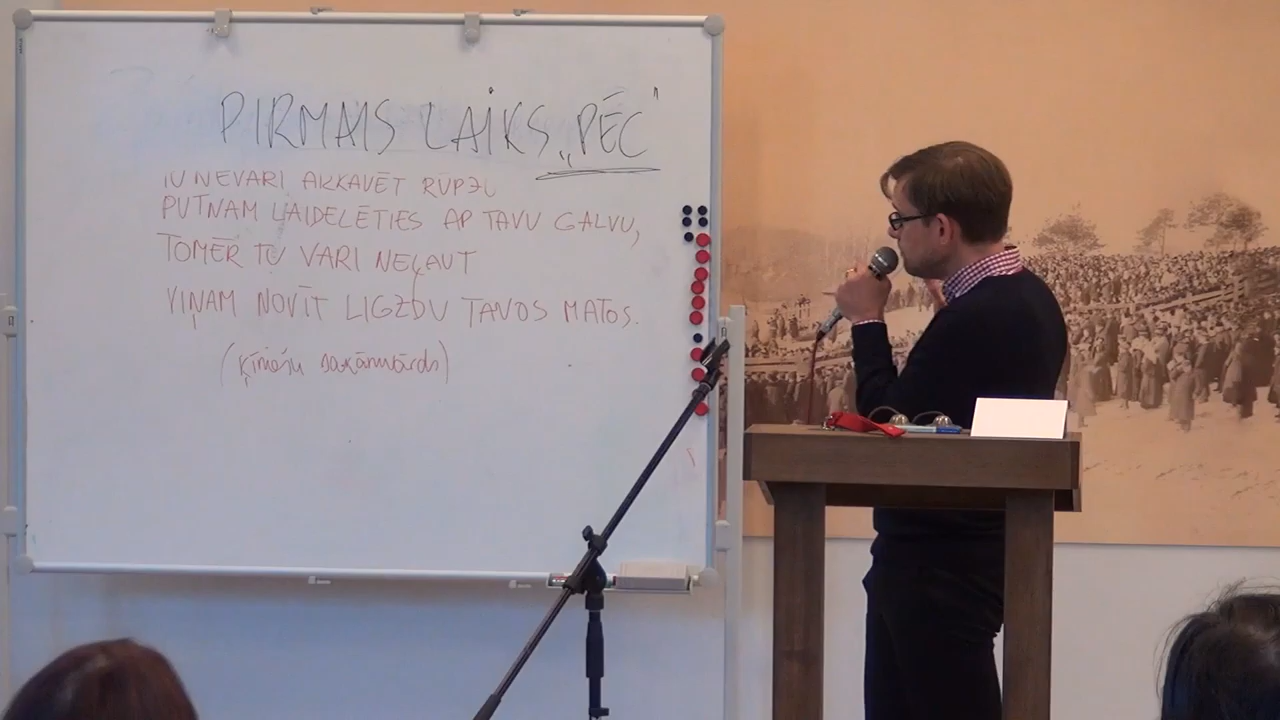 PIRMAIS LAIKS „PĒC"
TU NEVARI AIZKAVĒT RŪPJU
PUTNAM LAIDELĒTIES AP TAVU GALVU,
TOMĒR TU VARI NEĻAUT
VIŅAM NOVĪT LIGZDU TAVOS MATOS.
(ķīniešu sakāmvārds)